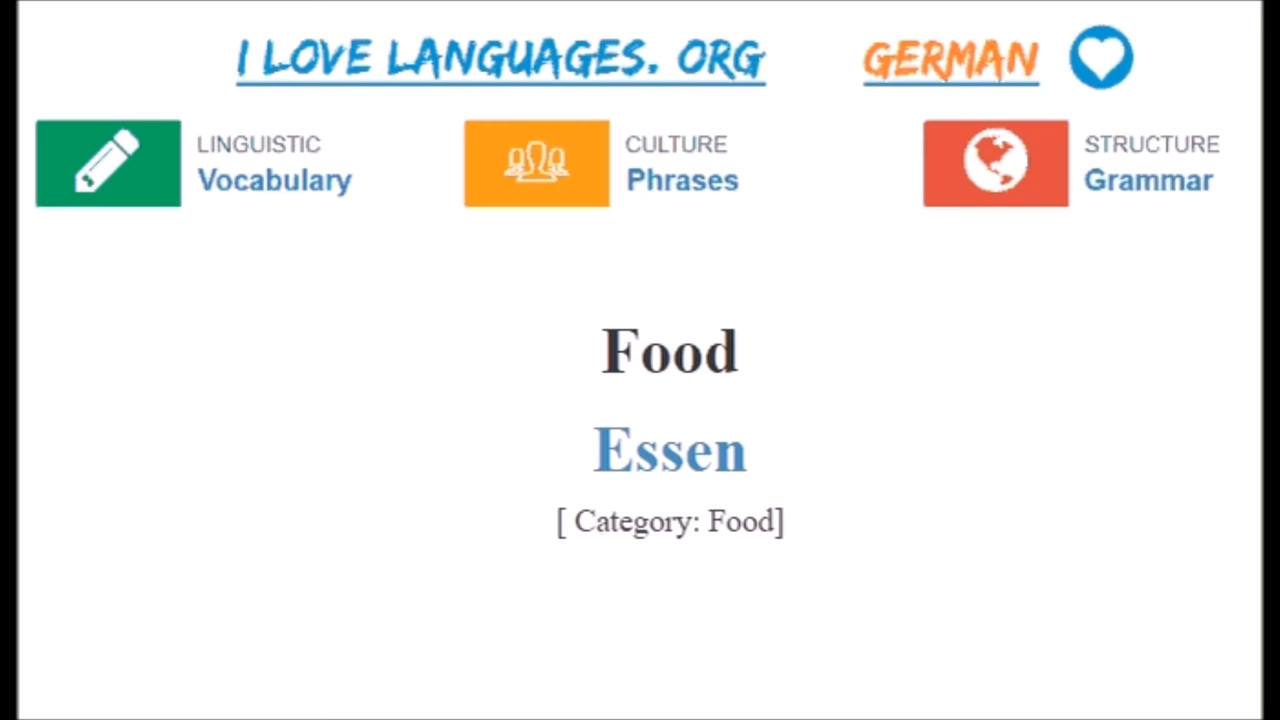 I LOVE LANGUAGES. ORG GERMAN
LINGUISTIC
Vocabulary
CULTURE
Phrases
STRUCTURE
Grammar
Food
Essen
[ Category: Food]